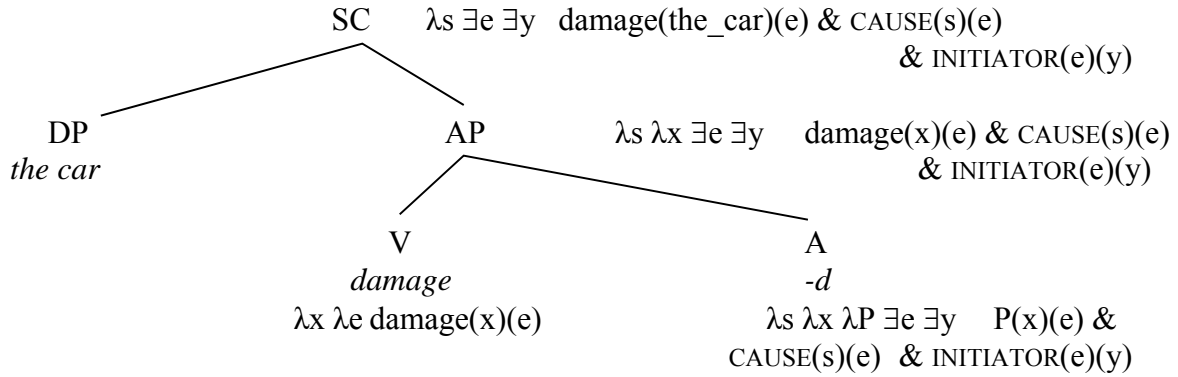 SC λs ∃e ∃y damage(the_car)(e) & CAUSE(s)(e)
& INITIATOR(e)(y)
DP AP λs λx ∃e ∃y damage(x)(e) & CAUSE(s)(e)
the car & INITIATOR(e)(y)
V A
damage -d
λx λe damage(x)(e) λs λx λP ∃e ∃y P(x)(e) &
CAUSE(s)(e) & INITIATOR(e)(y)